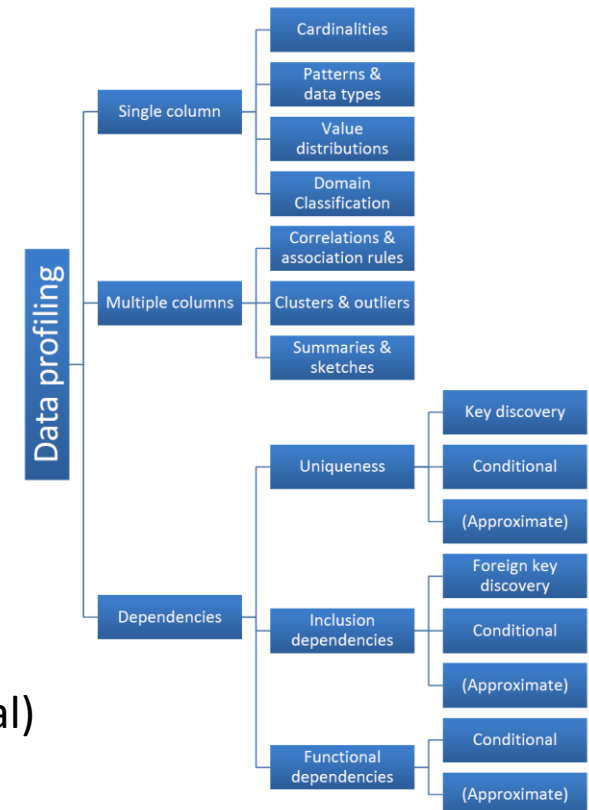 Data profiling
Single column
Cardinalities
Patterns &
data types
Value
distributions
Domain
Classification
Multiple columns
Correlations &
association rules
Clusters & outliers
Summaries &
sketches
Dependencies
Uniqueness
Key discovery
Conditional
(Approximate)
Inclusion
dependencies
Foreign key
discovery
Conditional
(Approximate)
Functional
dependencies
Conditional
(Approximate)
al)